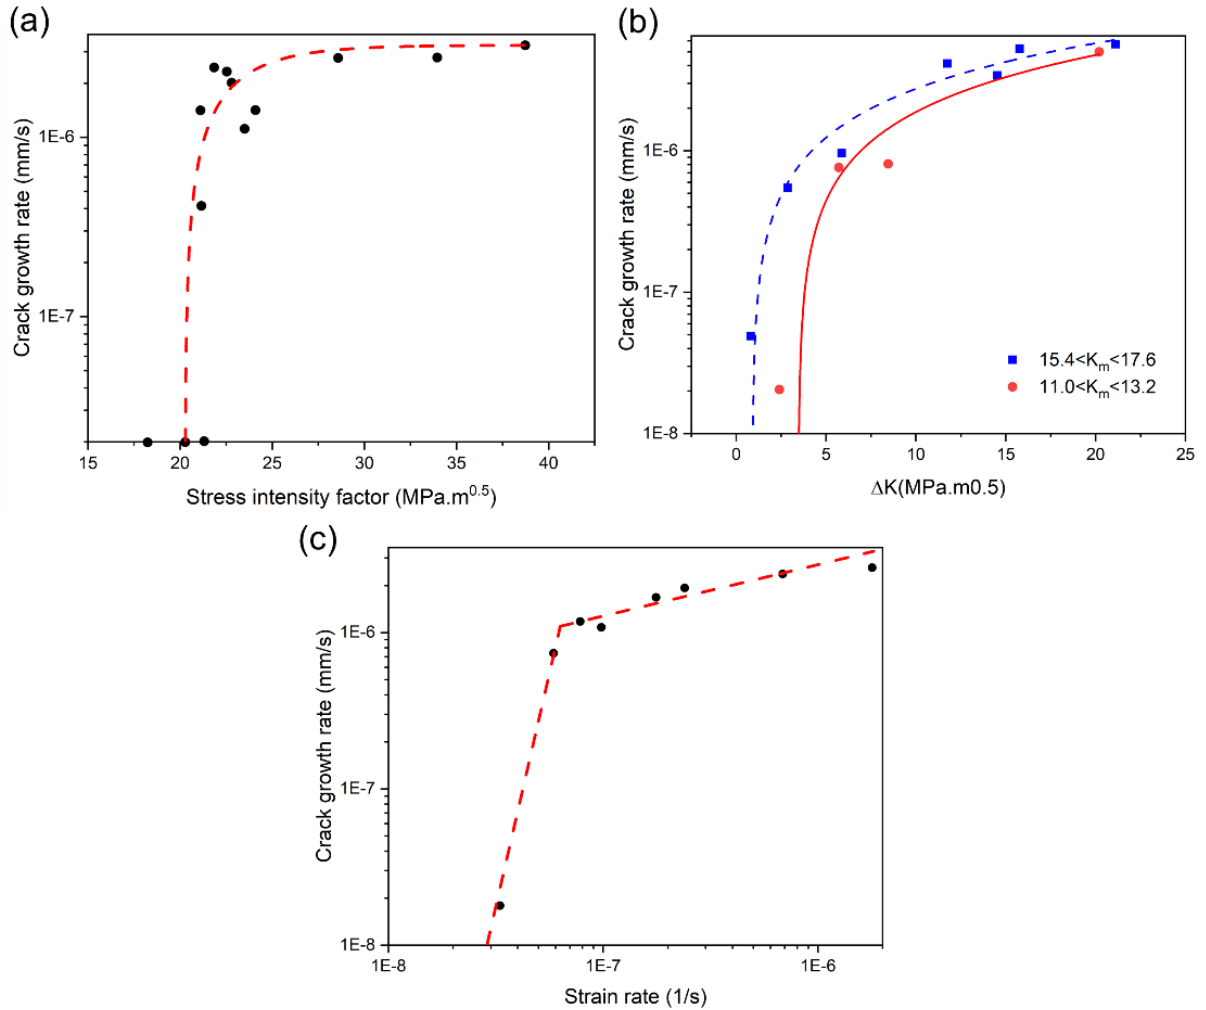 (a)
Crack growth rate (mm/s)
1E-6
1E-7
15 20 25 30 35 40
Stress intensity factor (MPa.m^0.5)
(b)
Crack growth rate (mm/s)
1E-6
1E-7
1E-8
15.4<Km<17.6
11.0<Km<13.2
0 5 10 15 20 25
ΔK(MPa.m0.5)
(c)
Crack growth rate (mm/s)
1E-6
1E-7
1E-8
1E-8 1E-7 1E-6
Strain rate (1/s)